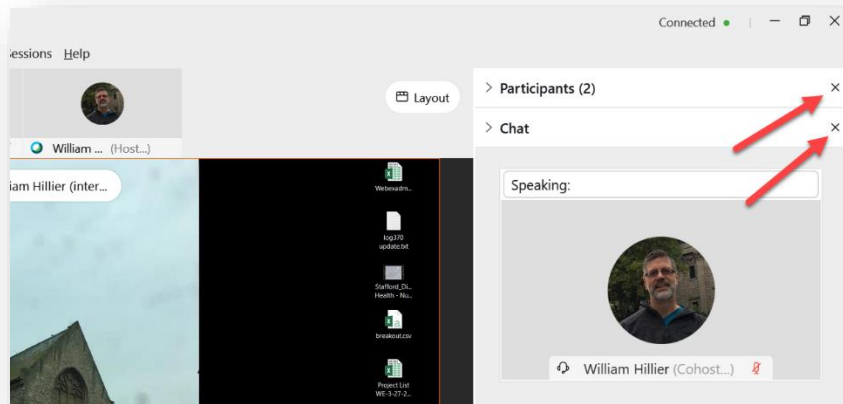 Connected
Sessions Help
Layout
Participants (2)
William ... (Host...)
Chat
iam Hillier (inter...
Webexadm...
log370
update.txt
Stafford_Di...
Health - Nu...
breakout.csv
Project List
WE-3-27-2...
Speaking:
William Hillier (Cohost...)